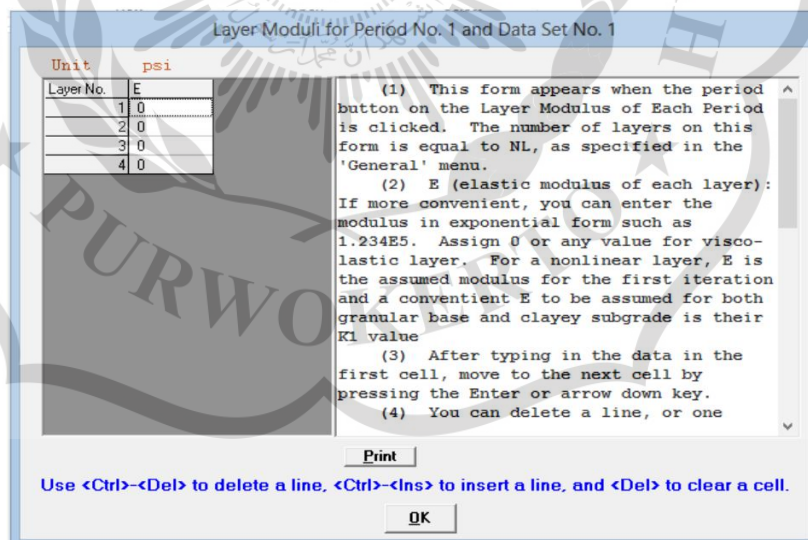 Layer Moduli for Period No. 1 and Data Set No. 1
Unit psi
Layer No. E
1 0
2 0
3 0
4 0
(1) This form appears when the period
button on the Layer Modulus of Each Period
is clicked. The number of layers on this
form is equal to NL, as specified in the
'General' menu.
(2) E (elastic modulus of each layer):
If more convenient, you can enter the
modulus in exponential form such as
1.234E5. Assign 0 or any value for visco-
lastic layer. For a nonlinear layer, E is
the assumed modulus for the first iteration
and a conventient E to be assumed for both
granular base and clayey subgrade is their
K1 value
(3) After typing in the data in the
first cell, move to the next cell by
pressing the Enter or arrow down key.
(4) You can delete a line, or one
Print
Use <Ctrl>-<Del> to delete a line, <Ctrl>-<Ins> to insert a line, and <Del> to clear a cell.
OK
PURWOKERTO